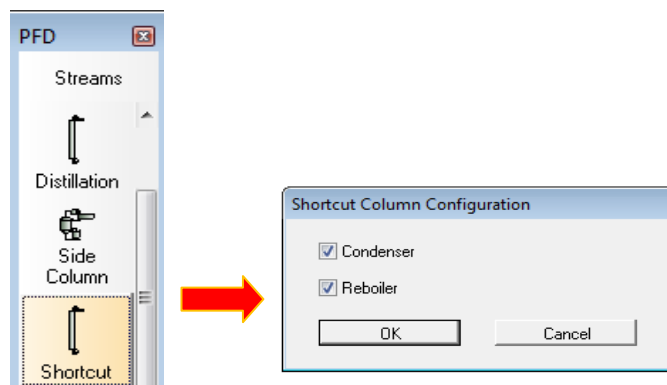 PFD
Streams
Distillation
Side
Column
Shortcut
Shortcut Column Configuration
Condenser
Reboiler
OK
Cancel